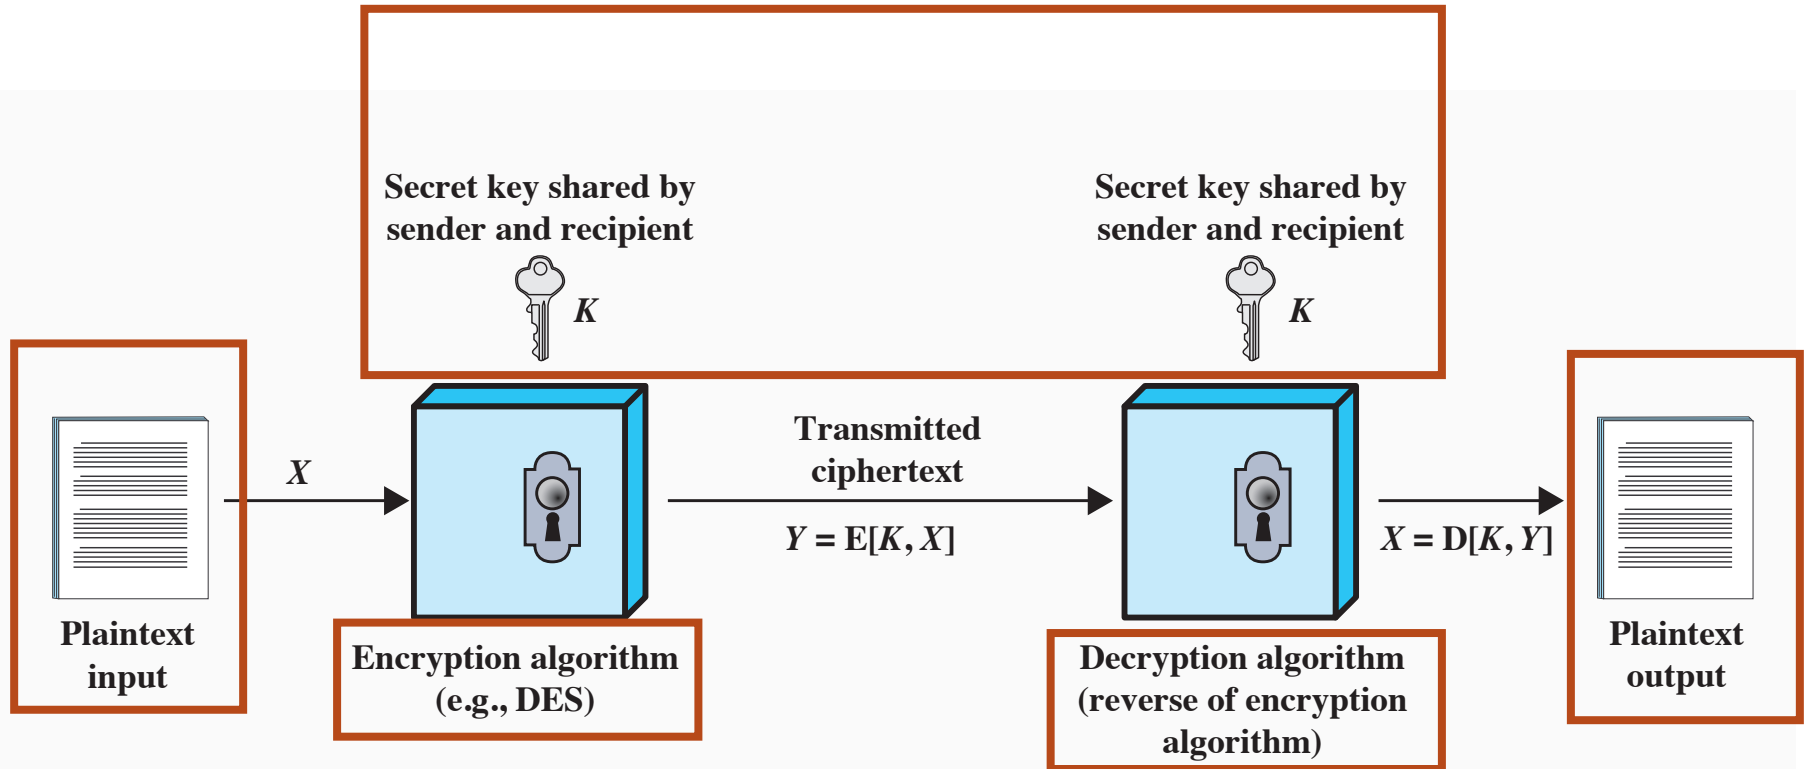 Secret key shared by
sender and recipient
K
Secret key shared by
sender and recipient
K
Plaintext
input
X
Encryption algorithm
(e.g., DES)
Transmitted
ciphertext
Y = E[K, X]
Decryption algorithm
(reverse of encryption
algorithm)
X = D[K, Y]
Plaintext
output